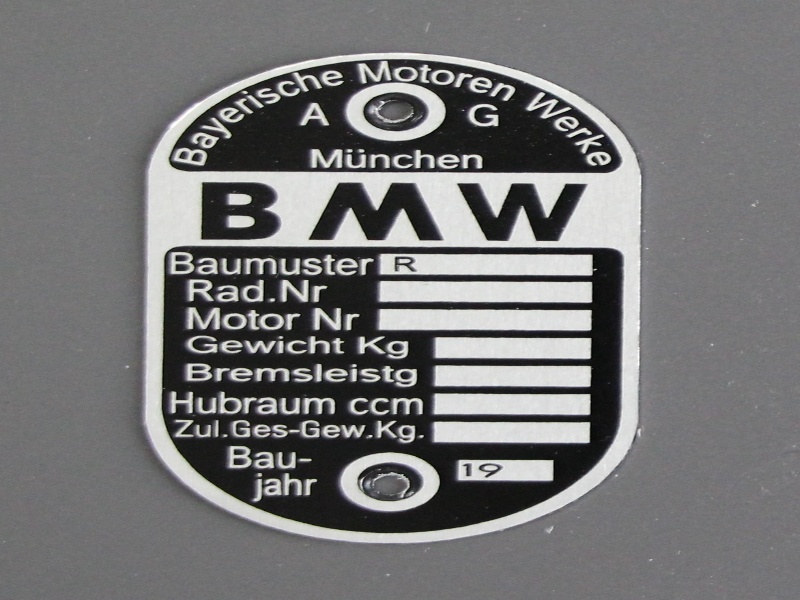 Bayerische Motoren Werke
A G
München
BMW
Baumuster R
Rad.Nr
Motor Nr
Gewicht Kg
Bremsleistg
Hubraum ccm
Zul.Ges-Gew.Kg.
Bau-
jahr 19